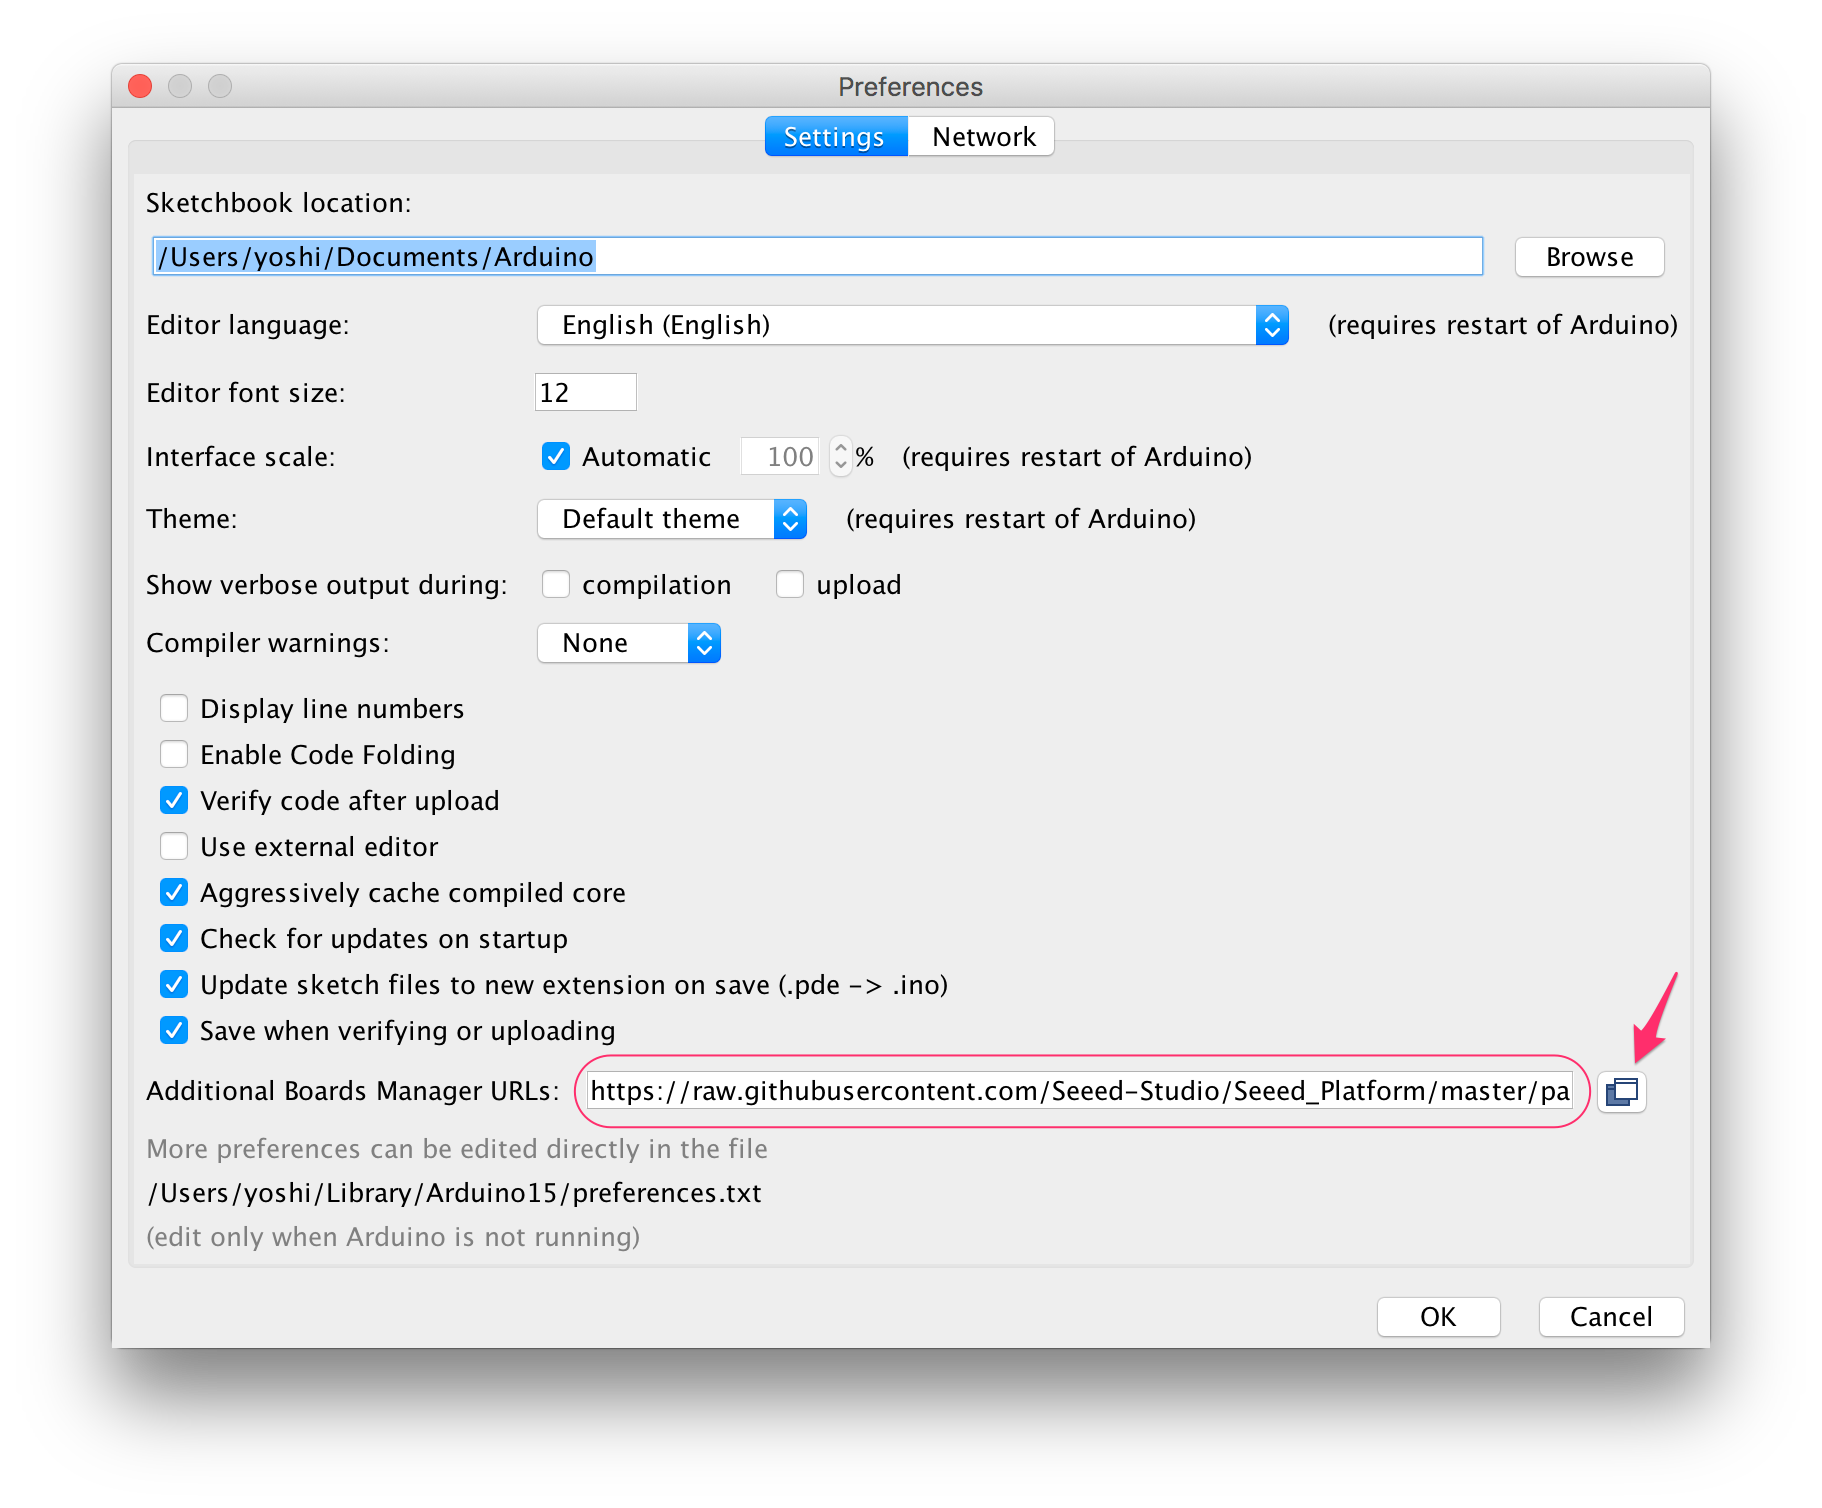 Preferences
Settings Network
Sketchbook location:
/Users/yoshi/Documents/Arduino Browse
Editor language: English (English) (requires restart of Arduino)
Editor font size: 12
Interface scale: Automatic 100 % (requires restart of Arduino)
Theme: Default theme (requires restart of Arduino)
Show verbose output during: compilation upload
Compiler warnings: None
Display line numbers
Enable Code Folding
Verify code after upload
Use external editor
Aggressively cache compiled core
Check for updates on startup
Update sketch files to new extension on save (.pde -> .ino)
Save when verifying or uploading
Additional Boards Manager URLs: https://raw.githubusercontent.com/Seeed-Studio/Seeed_Platform/master/pa
More preferences can be edited directly in the file
/Users/yoshi/Library/Arduino15/preferences.txt
(edit only when Arduino is not running)
OK Cancel